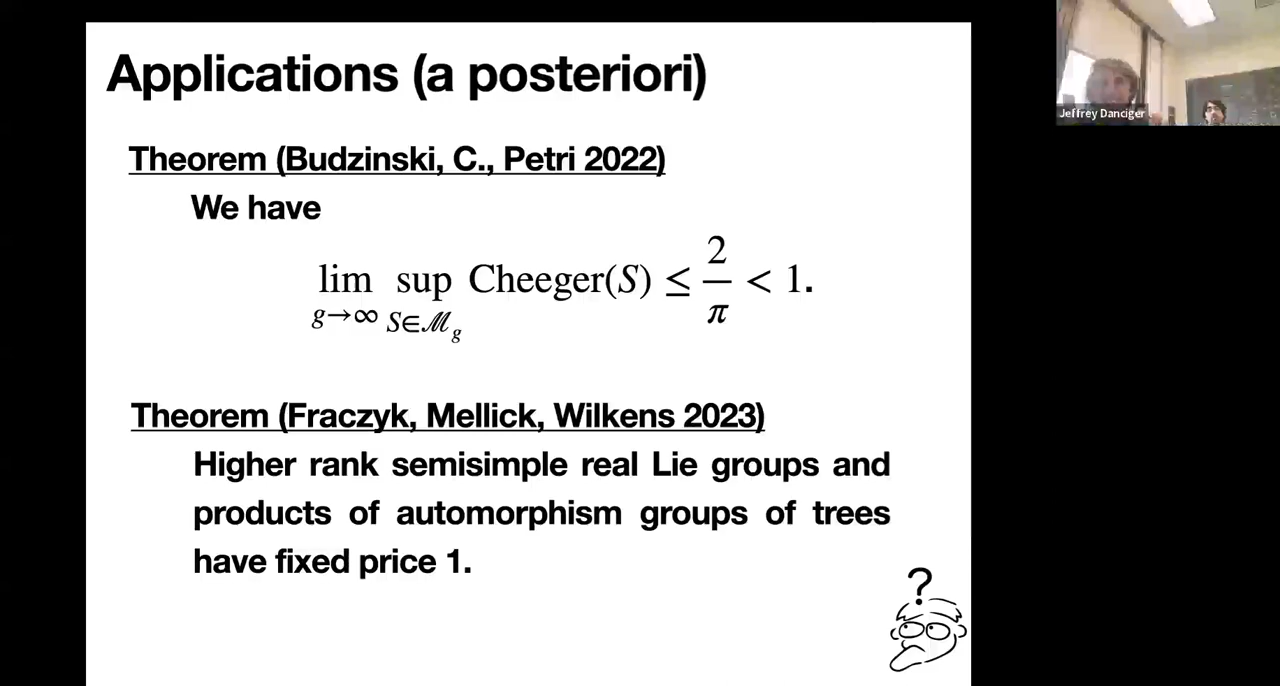 Applications (a posteriori)
Theorem (Budzinski, C., Petri 2022)
We have
lim sup Cheeger(S) ≤ 2/π < 1.
g→∞ S∈ℳ_g
Theorem (Fraczyk, Mellick, Wilkens 2023)
Higher rank semisimple real Lie groups and
products of automorphism groups of trees
have fixed price 1.
?
Jeffrey Danciger